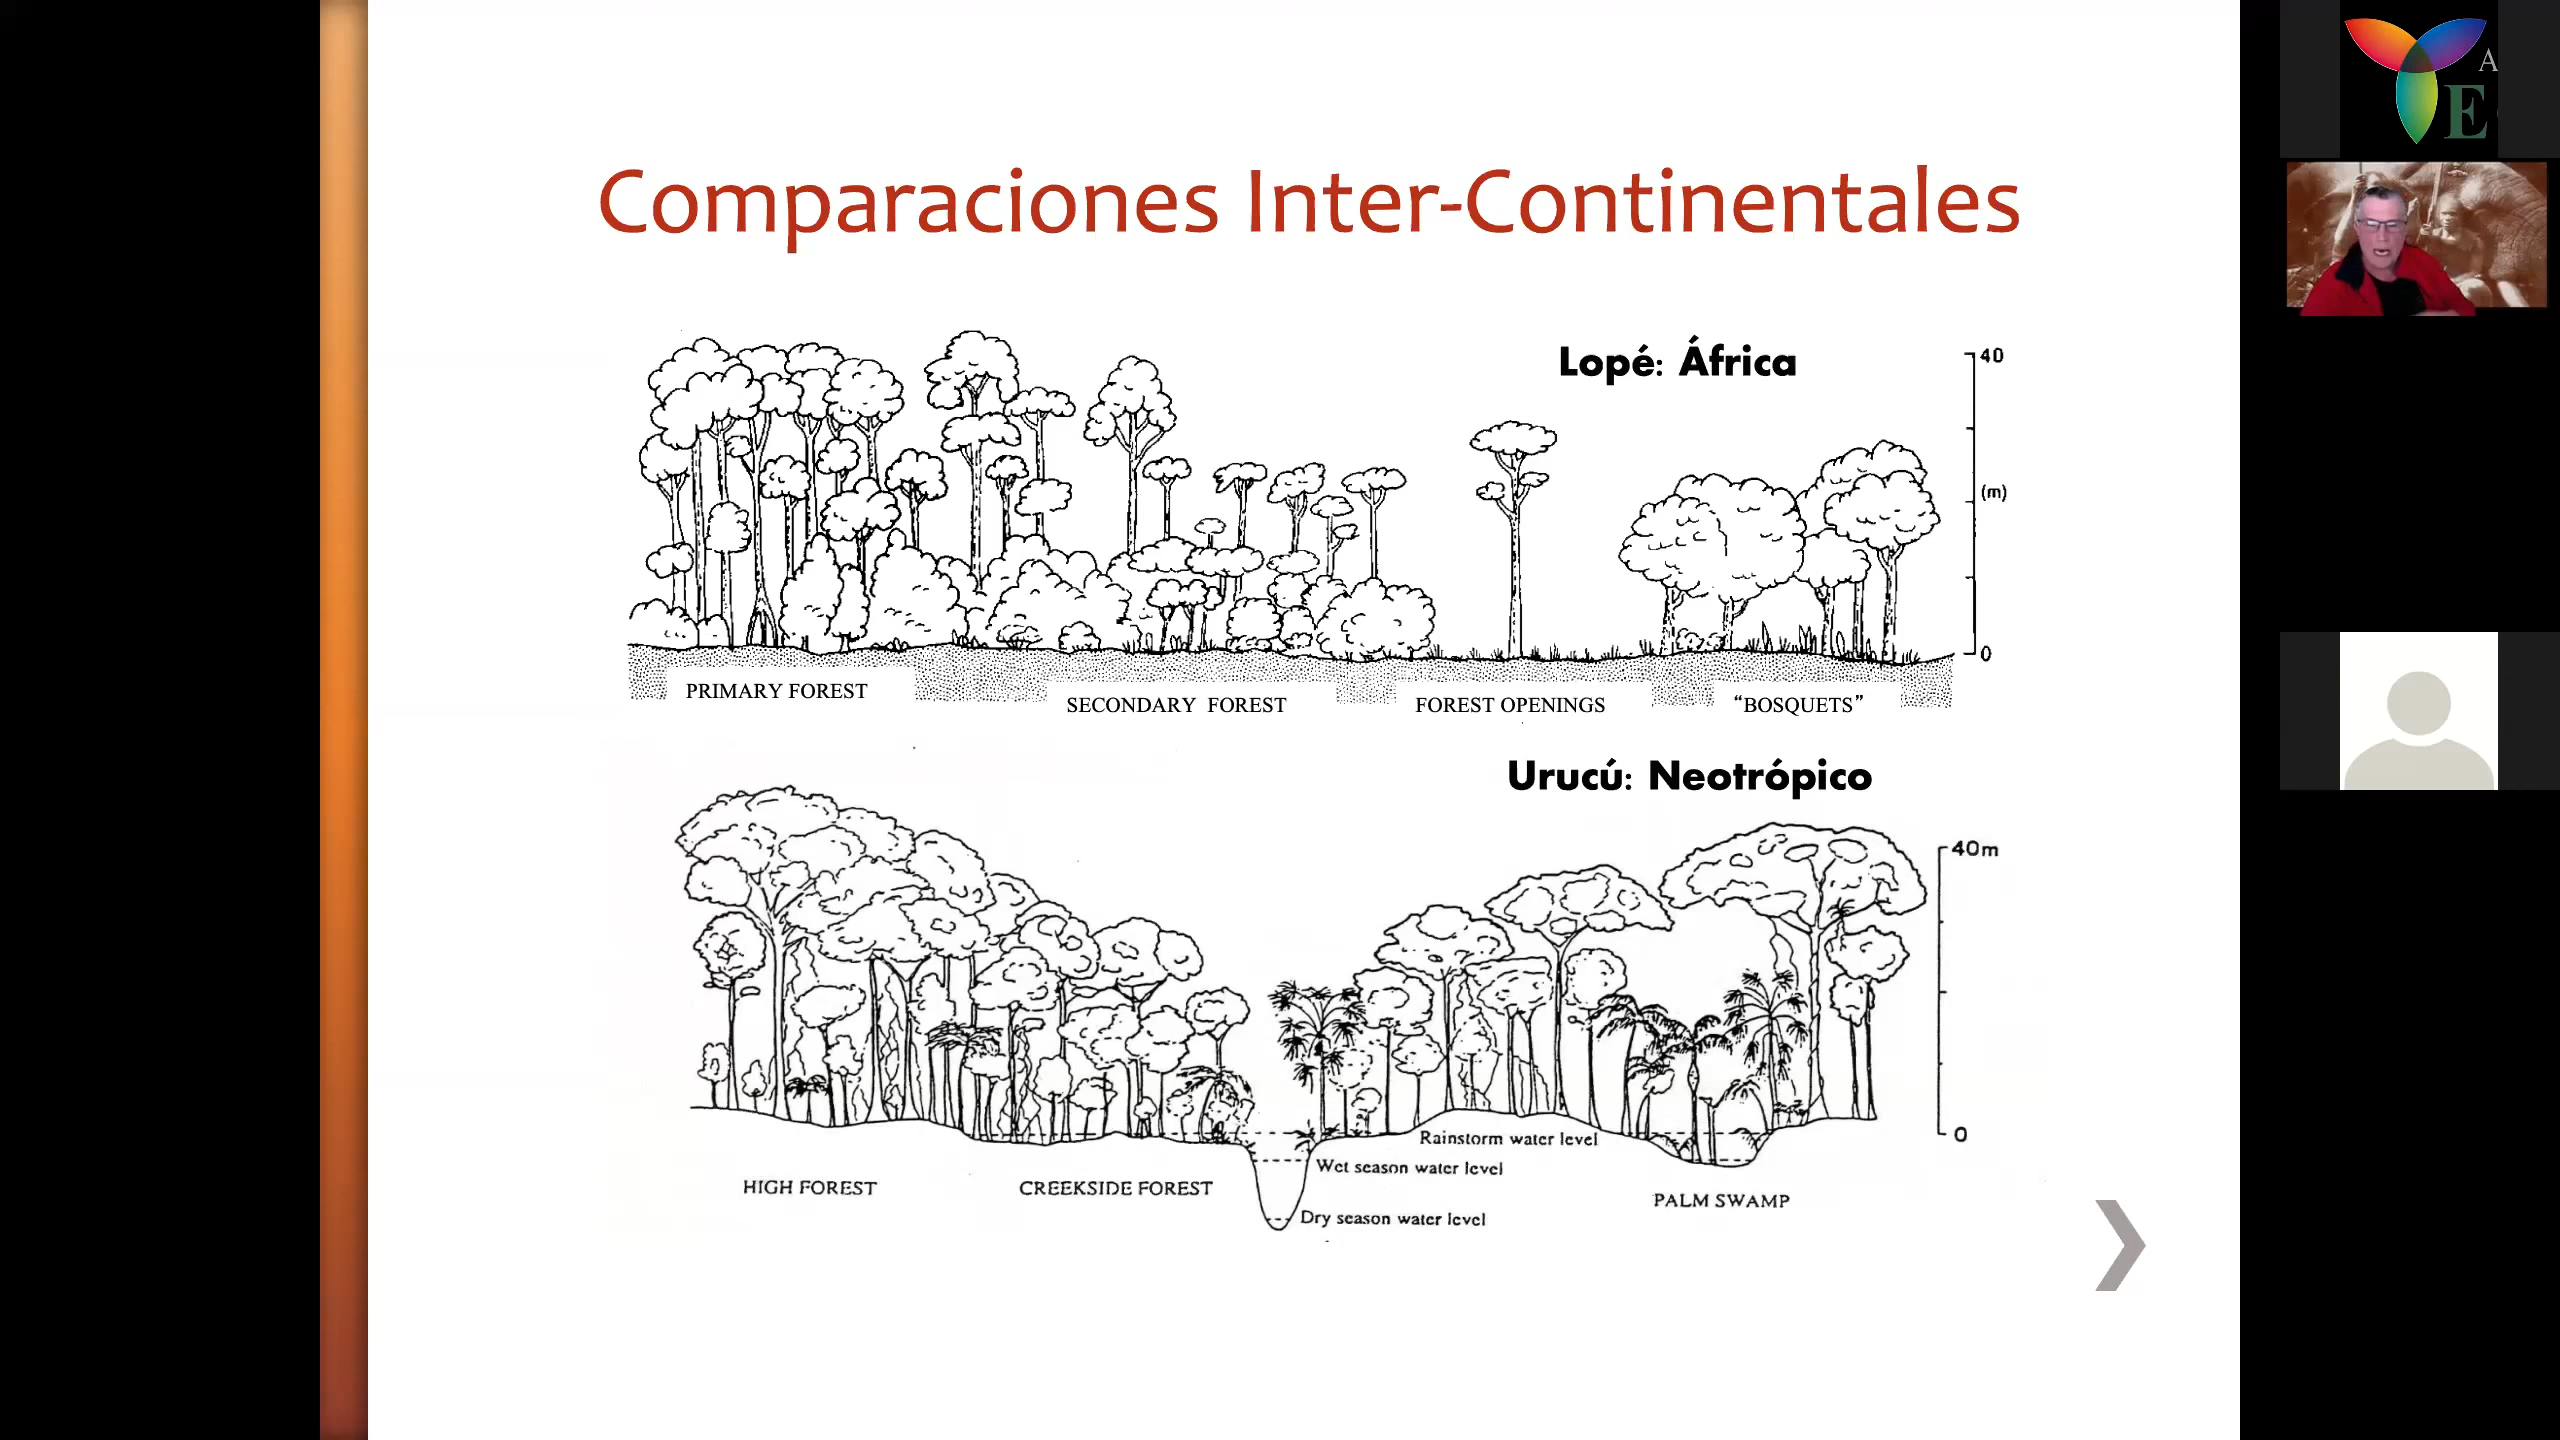 Comparaciones Inter-Continentales
Lopé: África
40
(m)
0
PRIMARY FOREST
SECONDARY FOREST
FOREST OPENINGS
“BOSQUETS”
Urucú: Neotrópico
40m
0
Rainstorm water level
Wet season water level
Dry season water level
HIGH FOREST
CREEKSIDE FOREST
PALM SWAMP
A
E